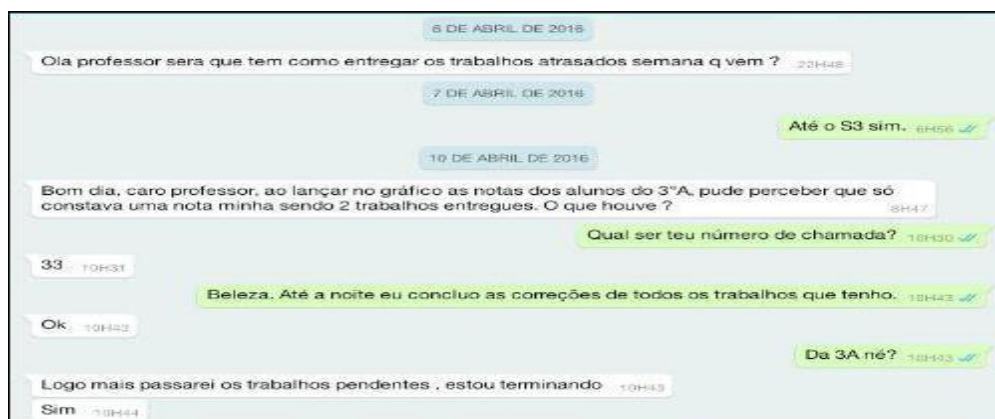 6 DE ABRIL DE 2016
Ola professor sera que tem como entregar os trabalhos atrasados semana q vem ? 22H48
7 DE ABRIL DE 2016
Até o S3 sim. 6H56
10 DE ABRIL DE 2016
Bom dia, caro professor, ao lançar no gráfico as notas dos alunos do 3°A, pude perceber que só
constava uma nota minha sendo 2 trabalhos entregues. O que houve ? 8H47
Qual ser teu número de chamada? 10H30
33 10H31
Beleza. Até a noite eu concluo as correções de todos os trabalhos que tenho. 10H43
Ok 10H43
Da 3A né? 10H43
Logo mais passarei os trabalhos pendentes , estou terminando 10H43
Sim 10H44